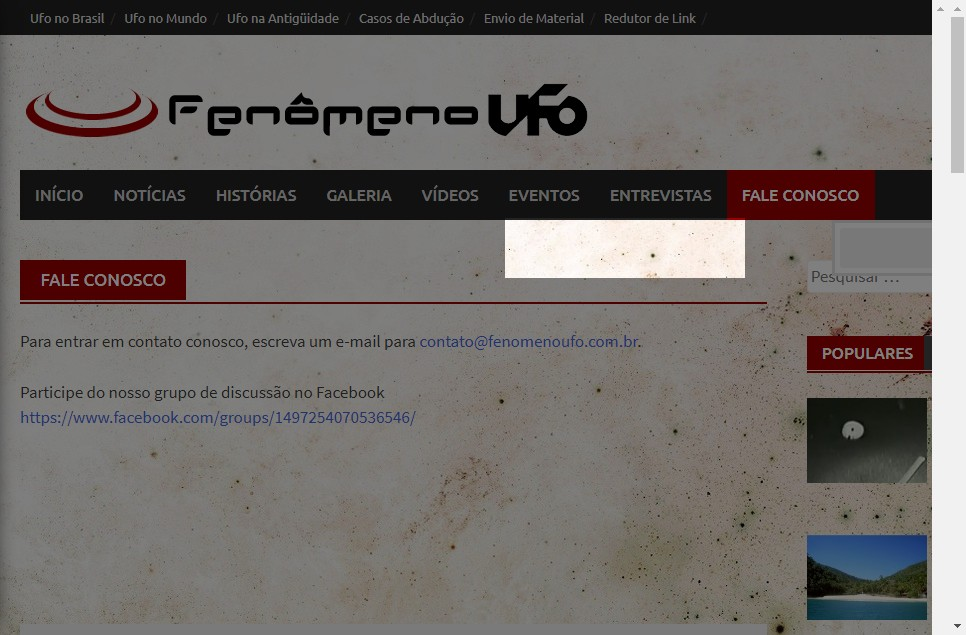 Ufo no Brasil / Ufo no Mundo / Ufo na Antigüidade / Casos de Abdução / Envio de Material / Redutor de Link /
Fenômeno UFO
INÍCIO NOTÍCIAS HISTÓRIAS GALERIA VÍDEOS EVENTOS ENTREVISTAS FALE CONOSCO
FALE CONOSCO
Pesquisar …
Para entrar em contato conosco, escreva um e-mail para contato@fenomenoufo.com.br.
POPULARES
Participe do nosso grupo de discussão no Facebook
https://www.facebook.com/groups/1497254070536546/